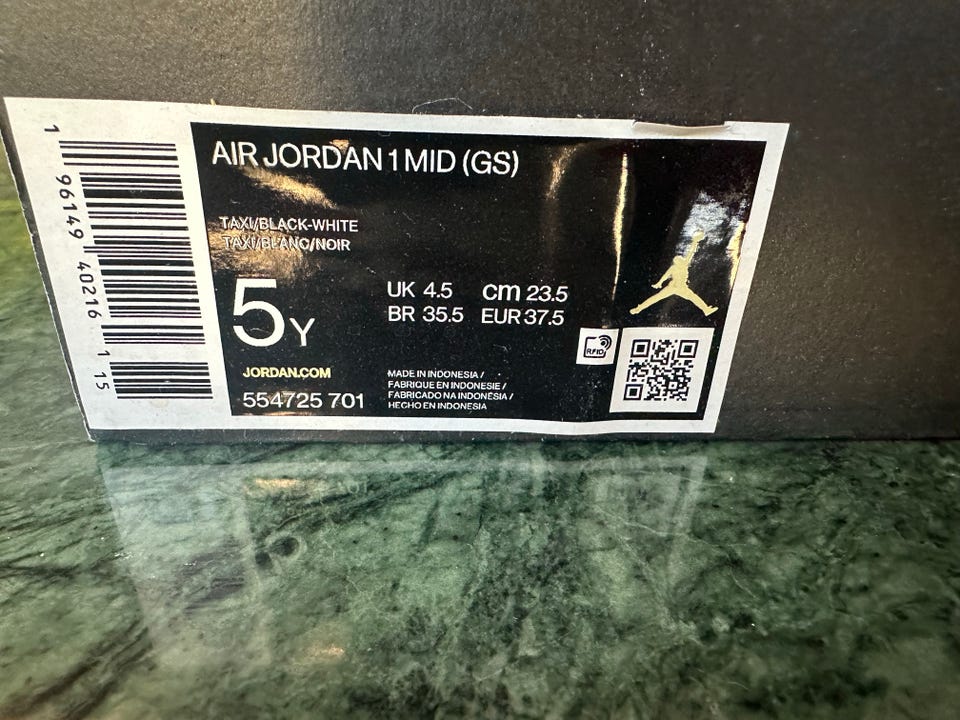 AIR JORDAN 1 MID (GS)
TAXI/BLACK-WHITE
TAXI/BLANC/NOIR
5Y
UK 4.5 cm 23.5
BR 35.5 EUR 37.5
JORDAN.COM
554725 701
MADE IN INDONESIA /
FABRIQUE EN INDONESIE /
FABRICADO NA INDONESIA /
HECHO EN INDONESIA
RFID
1 96149 40216 1 15